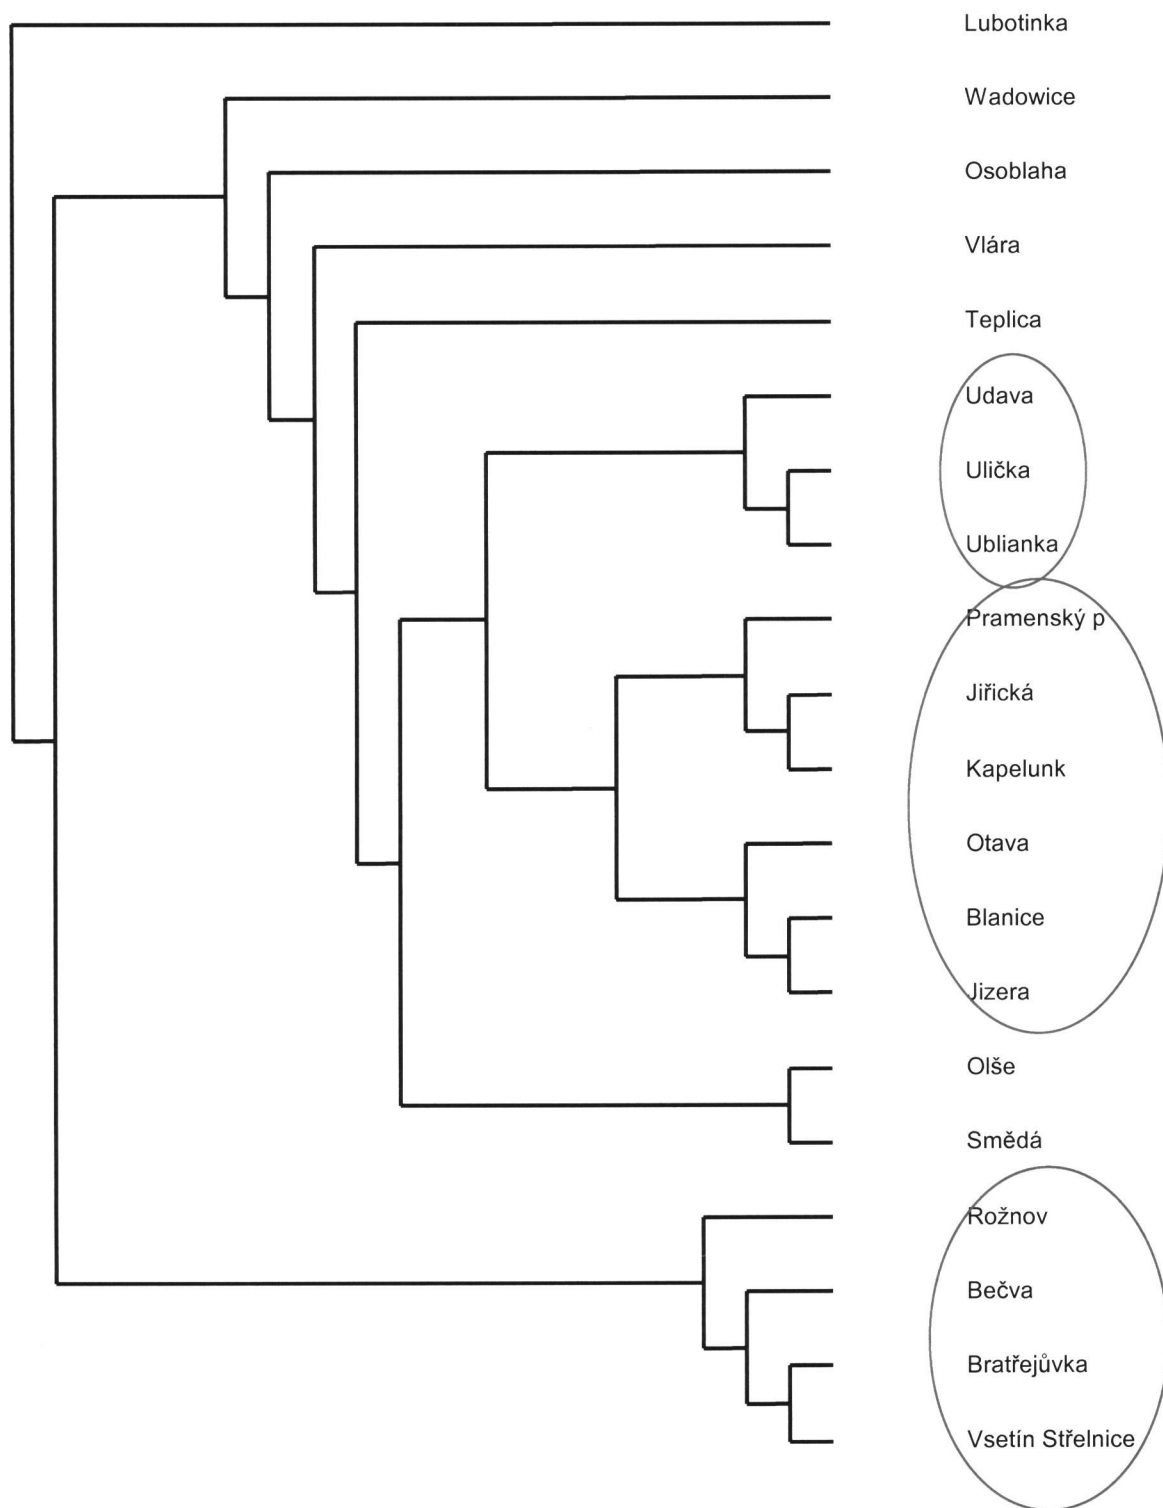 Lubotinka
Wadowice
Osoblaha
Vlára
Teplica
Udava
Ulička
Ublianka
Pramenský p
Jiřická
Kapelunk
Otava
Blanice
Jizera
Olše
Smědá
Rožnov
Bečva
Bratřejůvka
Vsetín Střelnice